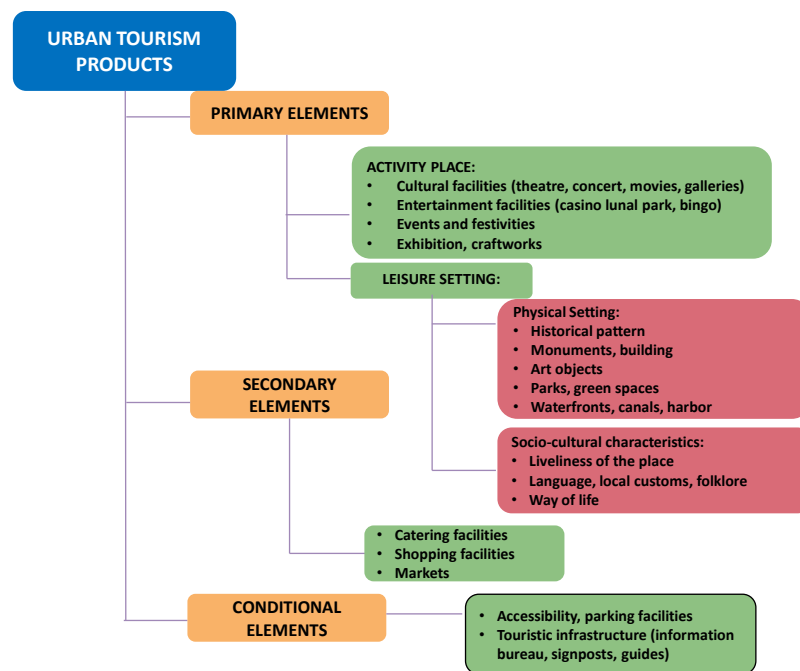 URBAN TOURISM
PRODUCTS
PRIMARY ELEMENTS
ACTIVITY PLACE:
• Cultural facilities (theatre, concert, movies, galleries)
• Entertainment facilities (casino lunal park, bingo)
• Events and festivities
• Exhibition, craftworks
LEISURE SETTING:
Physical Setting:
• Historical pattern
• Monuments, building
• Art objects
• Parks, green spaces
• Waterfronts, canals, harbor
Socio-cultural characteristics:
• Liveliness of the place
• Language, local customs, folklore
• Way of life
SECONDARY
ELEMENTS
• Catering facilities
• Shopping facilities
• Markets
CONDITIONAL
ELEMENTS
• Accessibility, parking facilities
• Touristic infrastructure (information
bureau, signposts, guides)